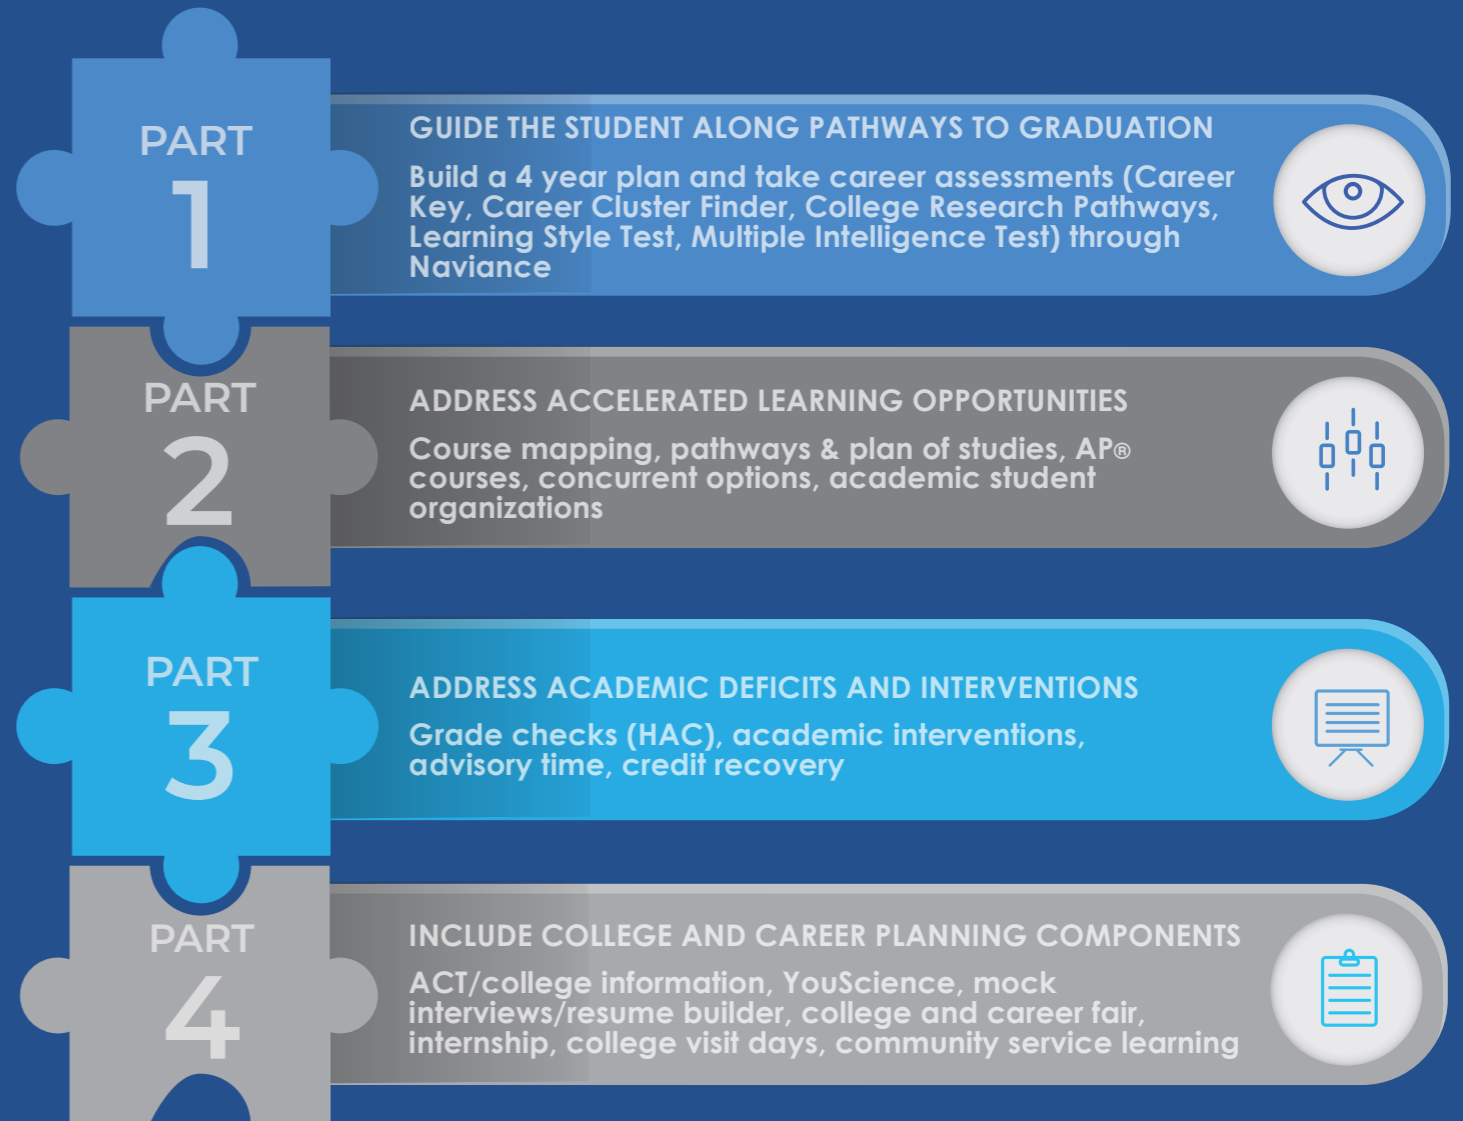 PART
1
GUIDE THE STUDENT ALONG PATHWAYS TO GRADUATION
Build a 4 year plan and take career assessments (Career
Key, Career Cluster Finder, College Research Pathways,
Learning Style Test, Multiple Intelligence Test) through
Naviance
PART
2
ADDRESS ACCELERATED LEARNING OPPORTUNITIES
Course mapping, pathways & plan of studies, AP®
courses, concurrent options, academic student
organizations
PART
3
ADDRESS ACADEMIC DEFICITS AND INTERVENTIONS
Grade checks (HAC), academic interventions,
advisory time, credit recovery
PART
4
INCLUDE COLLEGE AND CAREER PLANNING COMPONENTS
ACT/college information, YouScience, mock
interviews/resume builder, college and career fair,
internship, college visit days, community service learning